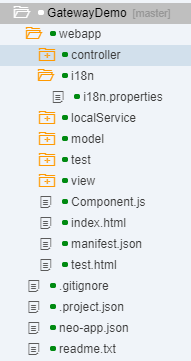 GatewayDemo [master]
webapp
controller
i18n
i18n.properties
localService
model
test
view
Component.js
index.html
manifest.json
test.html
.gitignore
.project.json
neo-app.json
readme.txt